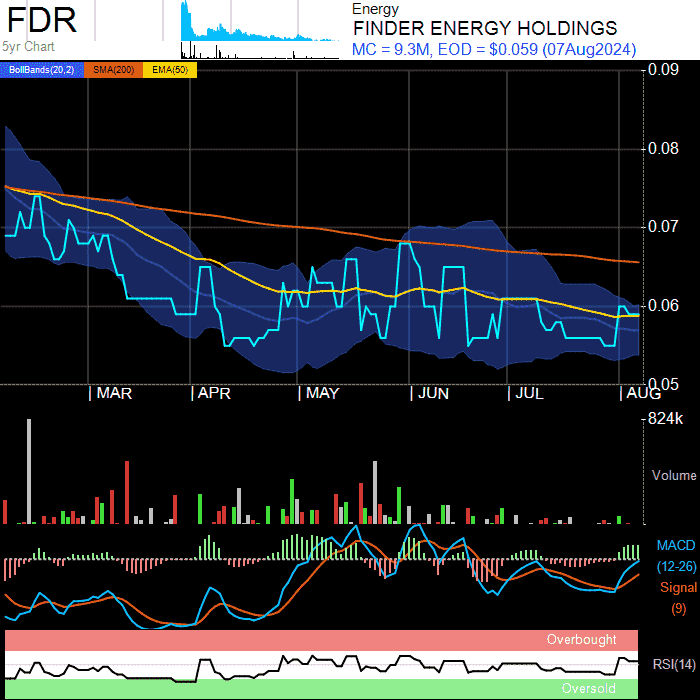 FDR
5yr Chart
Energy
FINDER ENERGY HOLDINGS
MC = 9.3M, EOD = $0.059 (07Aug2024)
BollBands(20,2) SMA(200) EMA(50)
0.09
0.08
0.07
0.06
0.05
MAR APR MAY JUN JUL AUG
824k
Volume
MACD
(12-26)
Signal
(9)
Overbought
RSI(14)
Oversold